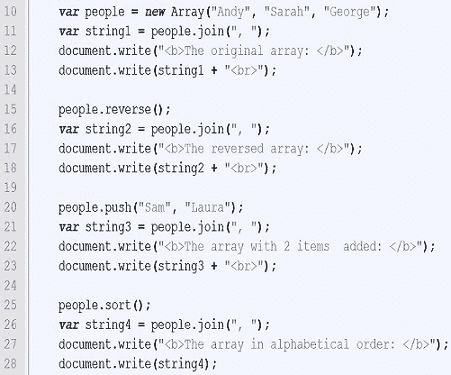 10 var people = new Array("Andy", "Sarah", "George");
11 var string1 = people.join(", ");
12 document.write("<b>The original array: </b>");
13 document.write(string1 + "<br>");
14
15 people.reverse();
16 var string2 = people.join(", ");
17 document.write("<b>The reversed array: </b>");
18 document.write(string2 + "<br>");
19
20 people.push("Sam", "Laura");
21 var string3 = people.join(", ");
22 document.write("<b>The array with 2 items  added: </b>");
23 document.write(string3 + "<br>");
24
25 people.sort();
26 var string4 = people.join(", ");
27 document.write("<b>The array in alphabetical order: </b>");
28 document.write(string4);